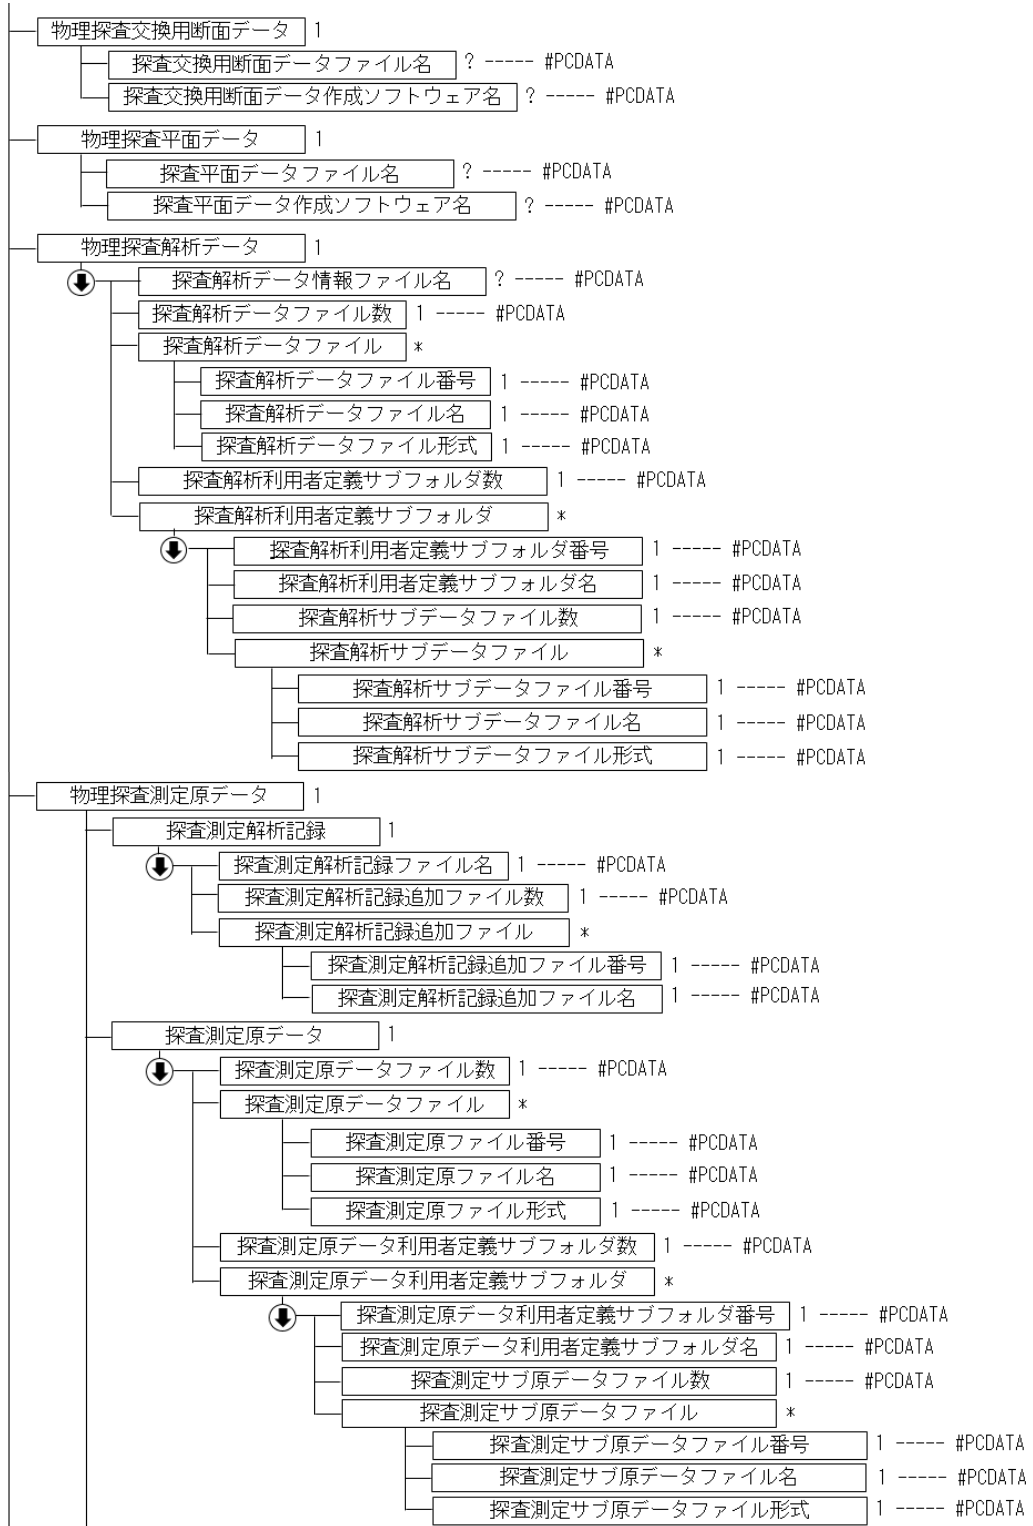 物理探査交換用断面データ 1
探査交換用断面データファイル名 ? ----- #PCDATA
探査交換用断面データ作成ソフトウェア名 ? ----- #PCDATA
物理探査平面データ 1
探査平面データファイル名 ? ----- #PCDATA
探査平面データ作成ソフトウェア名 ? ----- #PCDATA
物理探査解析データ 1
探査解析データ情報ファイル名 ? ----- #PCDATA
探査解析データファイル数 1 ----- #PCDATA
探査解析データファイル *
探査解析データファイル番号 1 ----- #PCDATA
探査解析データファイル名 1 ----- #PCDATA
探査解析データファイル形式 1 ----- #PCDATA
探査解析利用者定義サブフォルダ数 1 ----- #PCDATA
探査解析利用者定義サブフォルダ *
探査解析利用者定義サブフォルダ番号 1 ----- #PCDATA
探査解析利用者定義サブフォルダ名 1 ----- #PCDATA
探査解析サブデータファイル数 1 ----- #PCDATA
探査解析サブデータファイル *
探査解析サブデータファイル番号 1 ----- #PCDATA
探査解析サブデータファイル名 1 ----- #PCDATA
探査解析サブデータファイル形式 1 ----- #PCDATA
物理探査測定原データ 1
探査測定解析記録 1
探査測定解析記録ファイル名 1 ----- #PCDATA
探査測定解析記録追加ファイル数 1 ----- #PCDATA
探査測定解析記録追加ファイル *
探査測定解析記録追加ファイル番号 1 ----- #PCDATA
探査測定解析記録追加ファイル名 1 ----- #PCDATA
探査測定原データ 1
探査測定原データファイル数 1 ----- #PCDATA
探査測定原データファイル *
探査測定原ファイル番号 1 ----- #PCDATA
探査測定原ファイル名 1 ----- #PCDATA
探査測定原ファイル形式 1 ----- #PCDATA
探査測定原データ利用者定義サブフォルダ数 1 ----- #PCDATA
探査測定原データ利用者定義サブフォルダ *
探査測定原データ利用者定義サブフォルダ番号 1 ----- #PCDATA
探査測定原データ利用者定義サブフォルダ名 1 ----- #PCDATA
探査測定サブ原データファイル数 1 ----- #PCDATA
探査測定サブ原データファイル *
探査測定サブ原データファイル番号 1 ----- #PCDATA
探査測定サブ原データファイル名 1 ----- #PCDATA
探査測定サブ原データファイル形式 1 ----- #PCDATA